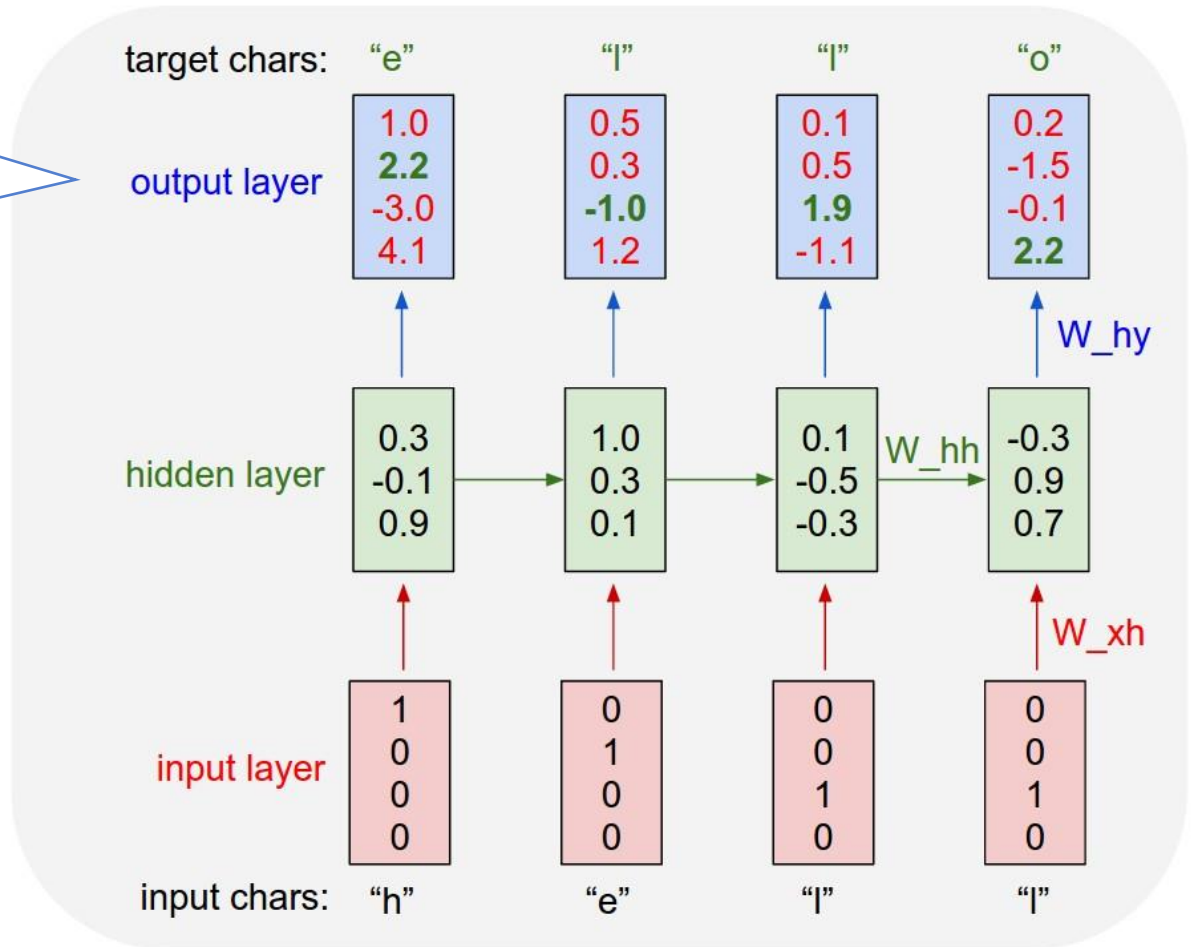 target chars: “e” “l” “l” “o”
1.0 0.5 0.1 0.2
2.2 0.3 0.5 -1.5
output layer
-3.0 -1.0 1.9 -0.1
4.1 1.2 -1.1 2.2
W_hy
0.3 1.0 0.1 -0.3
W_hh
hidden layer -0.1 0.3 -0.5 0.9
0.9 0.1 -0.3 0.7
W_xh
1 0 0 0
0 1 0 0
input layer
0 0 1 1
0 0 0 0
input chars: “h” “e” “l” “l”